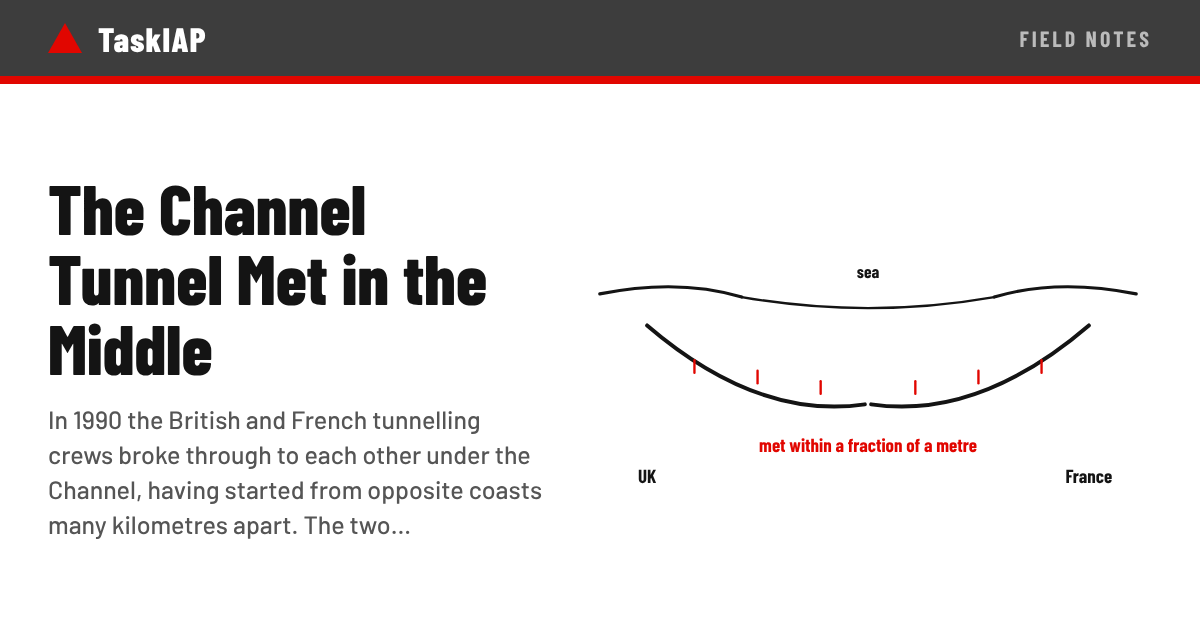 TaskIAP
FIELD NOTES
The Channel
Tunnel Met in the
Middle
In 1990 the British and French tunnelling
crews broke through to each other under the
Channel, having started from opposite coasts
many kilometres apart. The two...
sea
met within a fraction of a metre
UK
France